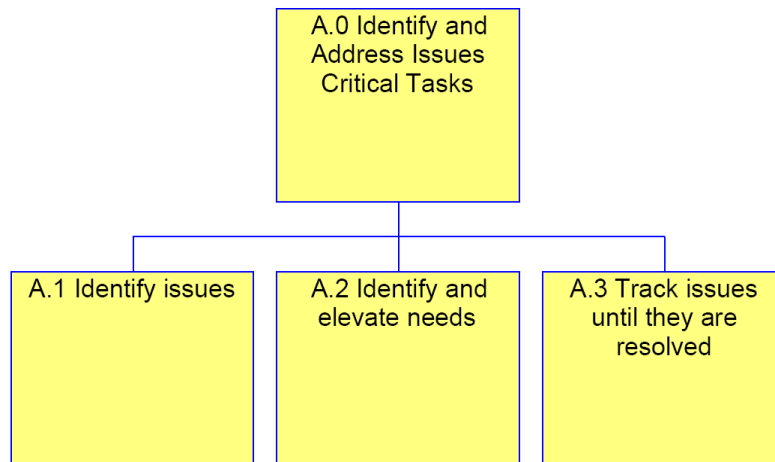 A.0 Identify and
Address Issues
Critical Tasks
A.1 Identify issues
A.2 Identify and
elevate needs
A.3 Track issues
until they are
resolved